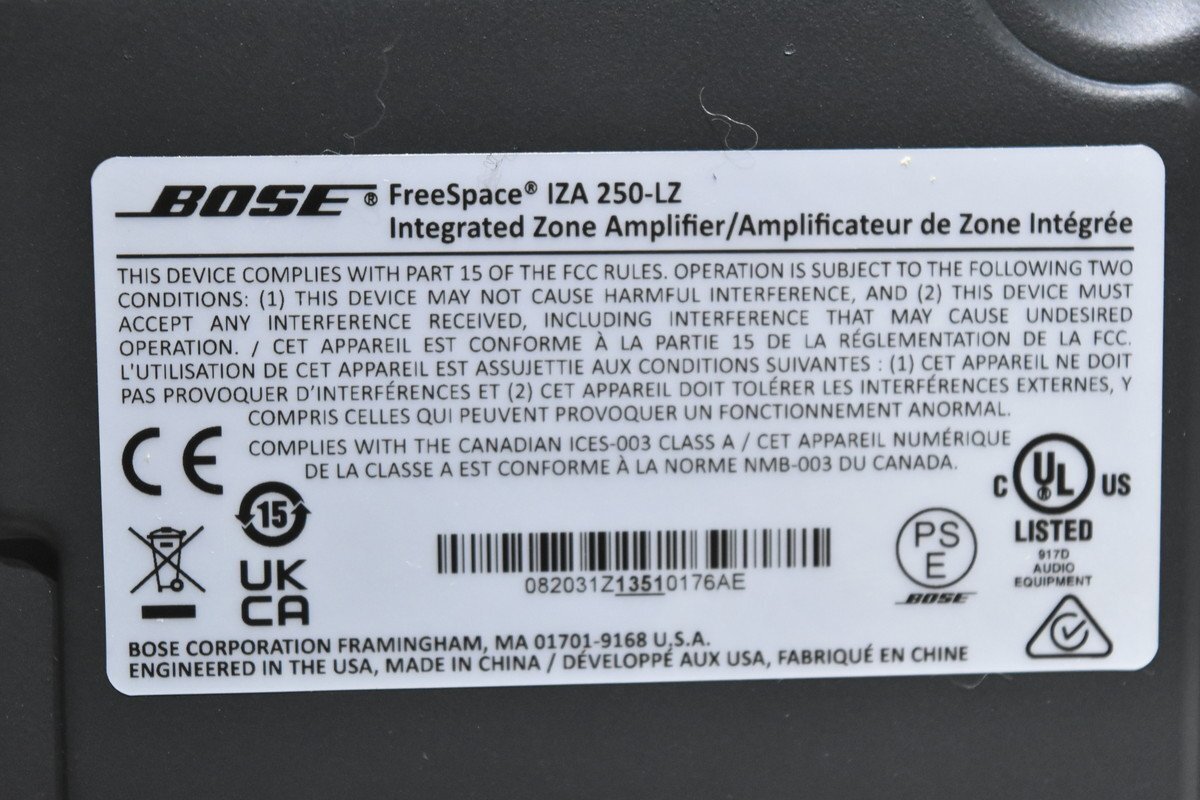 BOSE® FreeSpace® IZA 250-LZ
Integrated Zone Amplifier/Amplificateur de Zone Intégrée
THIS DEVICE COMPLIES WITH PART 15 OF THE FCC RULES. OPERATION IS SUBJECT TO THE FOLLOWING TWO
CONDITIONS: (1) THIS DEVICE MAY NOT CAUSE HARMFUL INTERFERENCE, AND (2) THIS DEVICE MUST
ACCEPT ANY INTERFERENCE RECEIVED, INCLUDING INTERFERENCE THAT MAY CAUSE UNDESIRED
OPERATION. / CET APPAREIL EST CONFORME À LA PARTIE 15 DE LA RÉGLEMENTATION DE LA FCC.
L'UTILISATION DE CET APPAREIL EST ASSUJETTIE AUX CONDITIONS SUIVANTES : (1) CET APPAREIL NE DOIT
PAS PROVOQUER D'INTERFÉRENCES ET (2) CET APPAREIL DOIT TOLÉRER LES INTERFÉRENCES EXTERNES, Y
COMPRIS CELLES QUI PEUVENT PROVOQUER UN FONCTIONNEMENT ANORMAL.
COMPLIES WITH THE CANADIAN ICES-003 CLASS A / CET APPAREIL NUMÉRIQUE
DE LA CLASSE A EST CONFORME À LA NORME NMB-003 DU CANADA.
CE
15
UK
CA
082031Z13510176AE
PS
E
BOSE
C UL® US
LISTED
917D
AUDIO
EQUIPMENT
BOSE CORPORATION FRAMINGHAM, MA 01701-9168 U.S.A.
ENGINEERED IN THE USA, MADE IN CHINA / DÉVELOPPÉ AUX USA, FABRIQUÉ EN CHINE